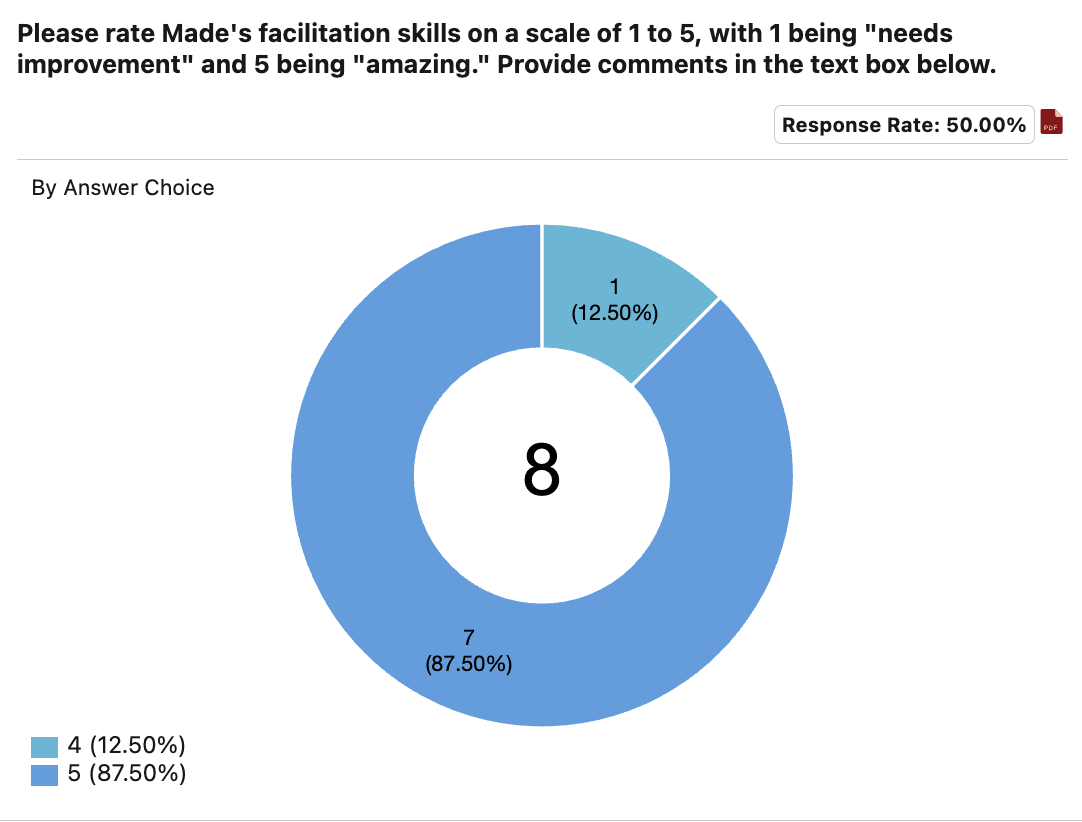 Please rate Made's facilitation skills on a scale of 1 to 5, with 1 being "needs
improvement" and 5 being "amazing." Provide comments in the text box below.
Response Rate: 50.00%
PDF
By Answer Choice
1
(12.50%)
8
7
(87.50%)
4 (12.50%)
5 (87.50%)